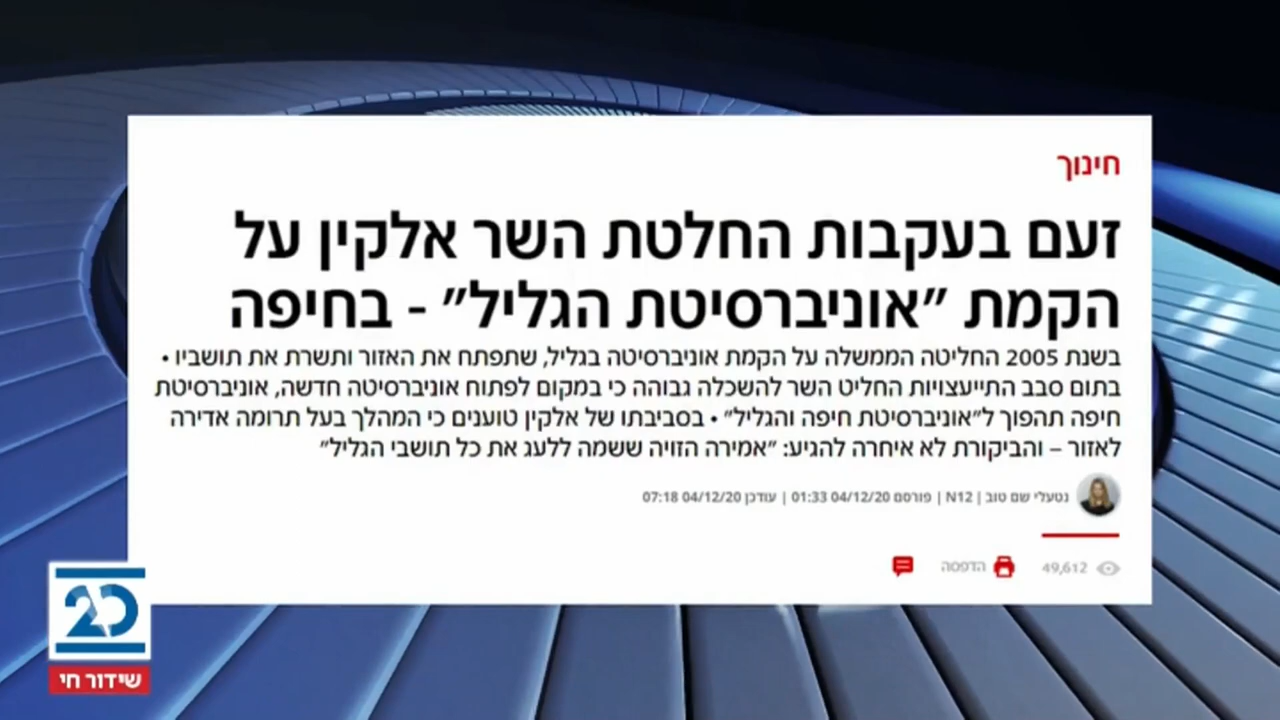 חינוך
זעם בעקבות החלטת השר אלקין על
הקמת "אוניברסיטת הגליל" - בחיפה
בשנת 2005 החליטה הממשלה על הקמת אוניברסיטה בגליל, שתפתח את האזור ותשרת את תושביו •
בתום סבב התייעצויות החליט השר להשכלה גבוהה כי במקום לפתוח אוניברסיטה חדשה, אוניברסיטת
חיפה תהפוך ל"אוניברסיטת חיפה והגליל" • בסביבתו של אלקין טוענים כי המהלך בעל תרומה אדירה
לאזור – והביקורת לא איחרה להגיע: "אמירה הזויה ששמה ללעג את כל תושבי הגליל"
נטעלי שם טוב | N12 | פורסם 04/12/20 01:33 | עודכן 04/12/20 07:18
49,612 הדפסה
20
שידור חי